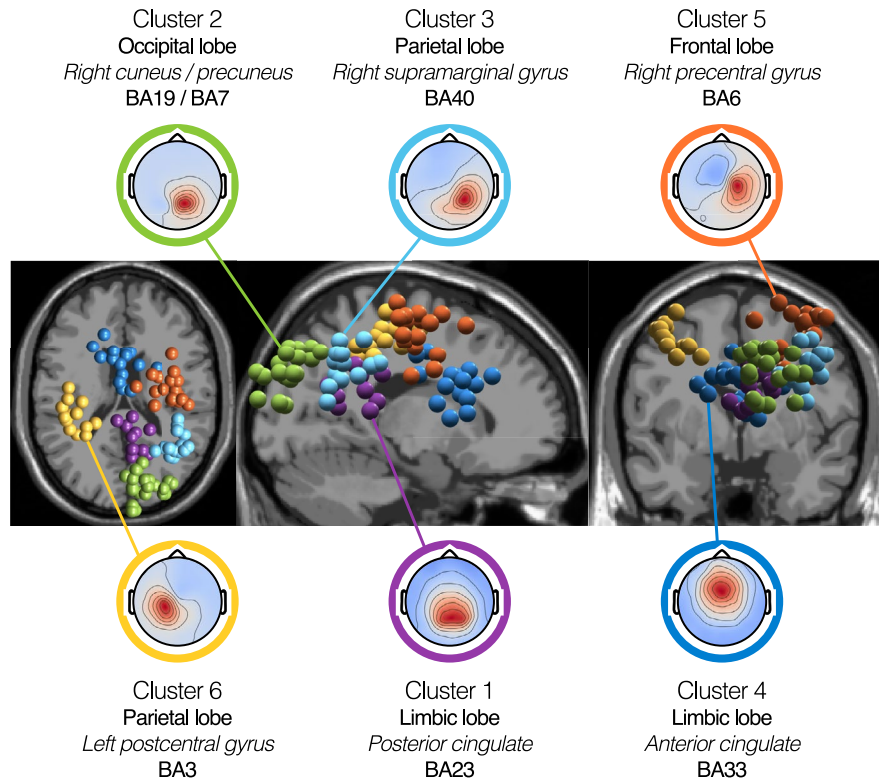 Cluster 2
Occipital lobe
Right cuneus / precuneus
BA19 / BA7
Cluster 3
Parietal lobe
Right supramarginal gyrus
BA40
Cluster 5
Frontal lobe
Right precentral gyrus
BA6
Cluster 6
Parietal lobe
Left postcentral gyrus
BA3
Cluster 1
Limbic lobe
Posterior cingulate
BA23
Cluster 4
Limbic lobe
Anterior cingulate
BA33